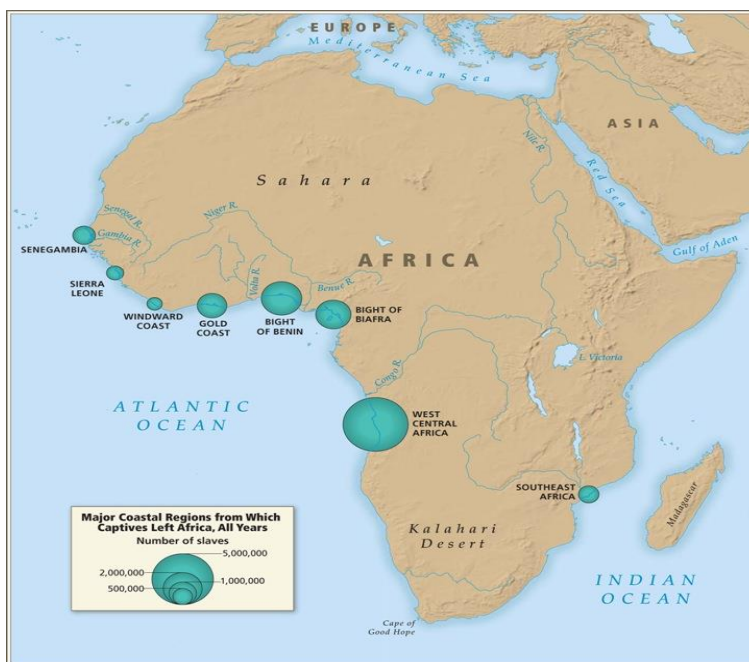 EUROPE
Mediterranean Sea
ASIA
Nile R.
Red Sea
Sahara
Senegal R.
Niger R.
Gambia R.
SENEGAMBIA
Gulf of Aden
AFRICA
SIERRA
LEONE
Volta R.
Benue R.
WINDWARD
COAST
GOLD
COAST
BIGHT
OF BENIN
BIGHT OF
BIAFRA
L. Victoria
Congo R.
ATLANTIC
OCEAN
WEST
CENTRAL
AFRICA
SOUTHEAST
AFRICA
Madagascar
Kalahari
Desert
INDIAN
OCEAN
Cape of
Good Hope
Major Coastal Regions from Which
Captives Left Africa, All Years
Number of slaves
5,000,000
2,000,000
1,000,000
500,000